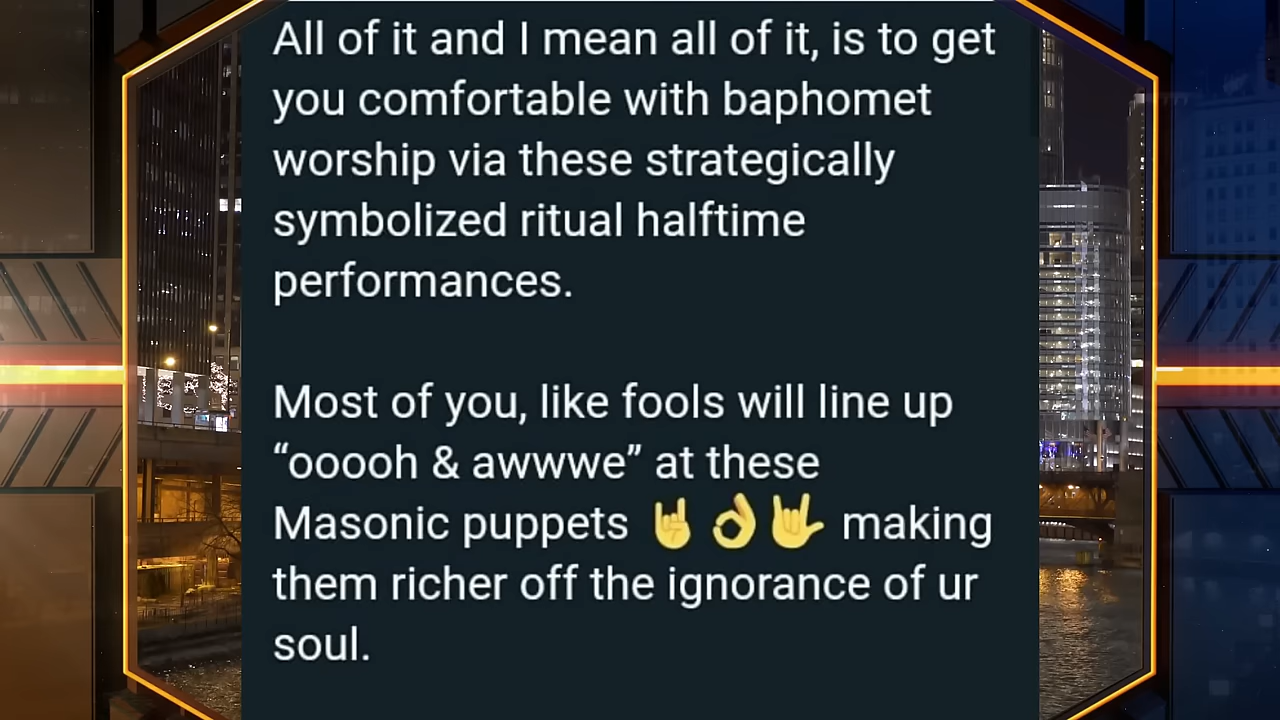 All of it and I mean all of it, is to get
you comfortable with baphomet
worship via these strategically
symbolized ritual halftime
performances.
Most of you, like fools will line up
“ooooh & awwwe” at these
Masonic puppets 🤘👌🤟 making
them richer off the ignorance of ur
soul.